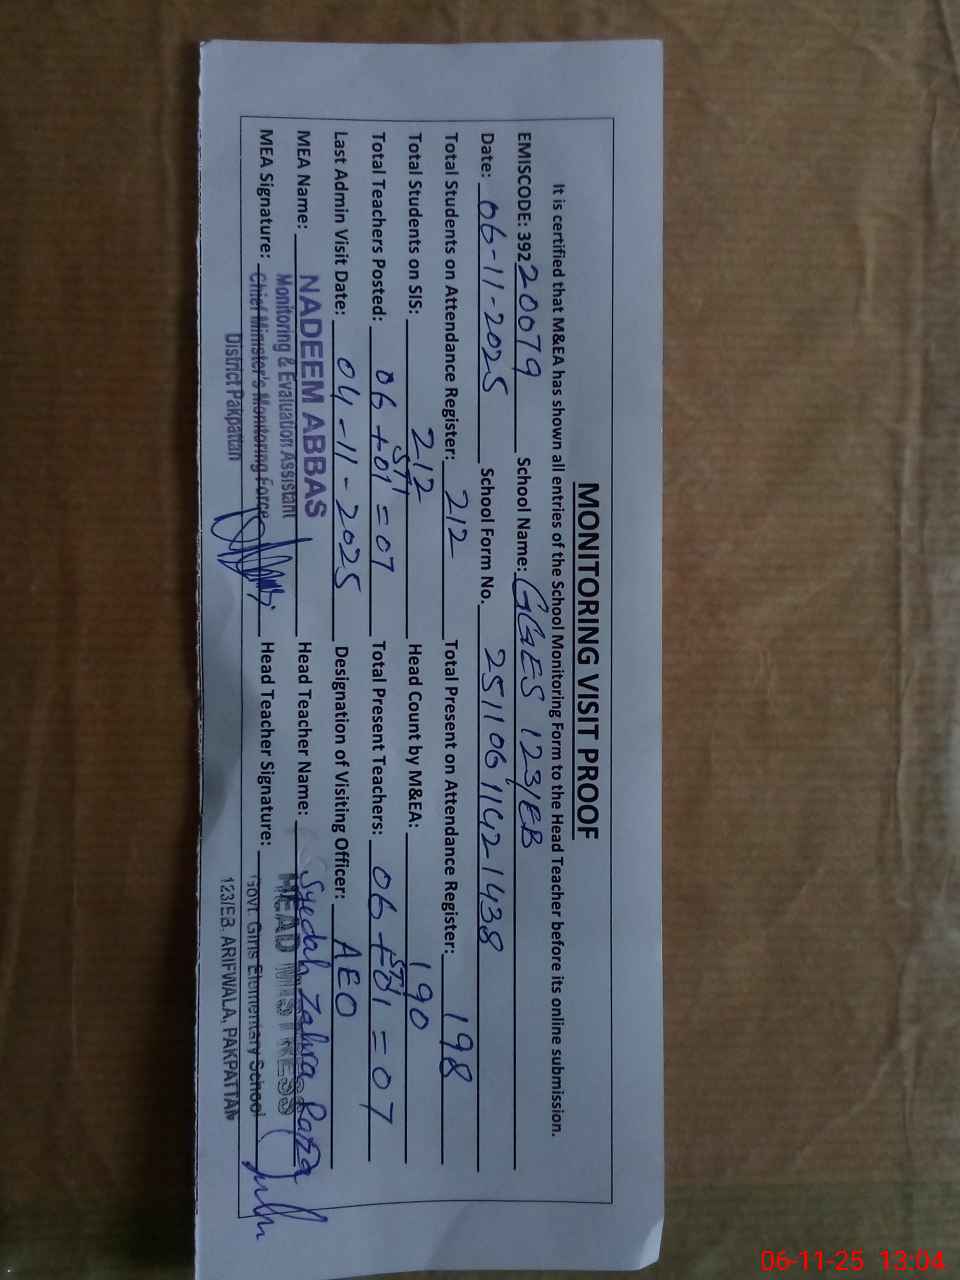 MONITORING VISIT PROOF
It is certified that M&EA has shown all entries of the School Monitoring Form to the Head Teacher before its online submission.
EMISCODE: 39220079 School Name: GGES 123/EB
Date: 06-11-2025 School Form No. 2511061142 1438
Total Students on Attendance Register: 212 Total Present on Attendance Register: 198
Total Students on SIS: 212 Head Count by M&EA: 190
Total Teachers Posted: 06 + 01 STI = 07 Total Present Teachers: 06 + 01 STI = 07
Last Admin Visit Date: 04-11-2025 Designation of Visiting Officer: AEO
MEA Name: NADEEM ABBAS Head Teacher Name: Syedah Zahra Batool
Monitoring & Evaluation Assistant HEAD MISTRESS
MEA Signature: Chief Minister's Monitoring Force Head Teacher Signature: Govt. Girls Elementary School
District Pakpattan 123/EB. ARIFWALA, PAKPATTAN
06-11-25 13:04